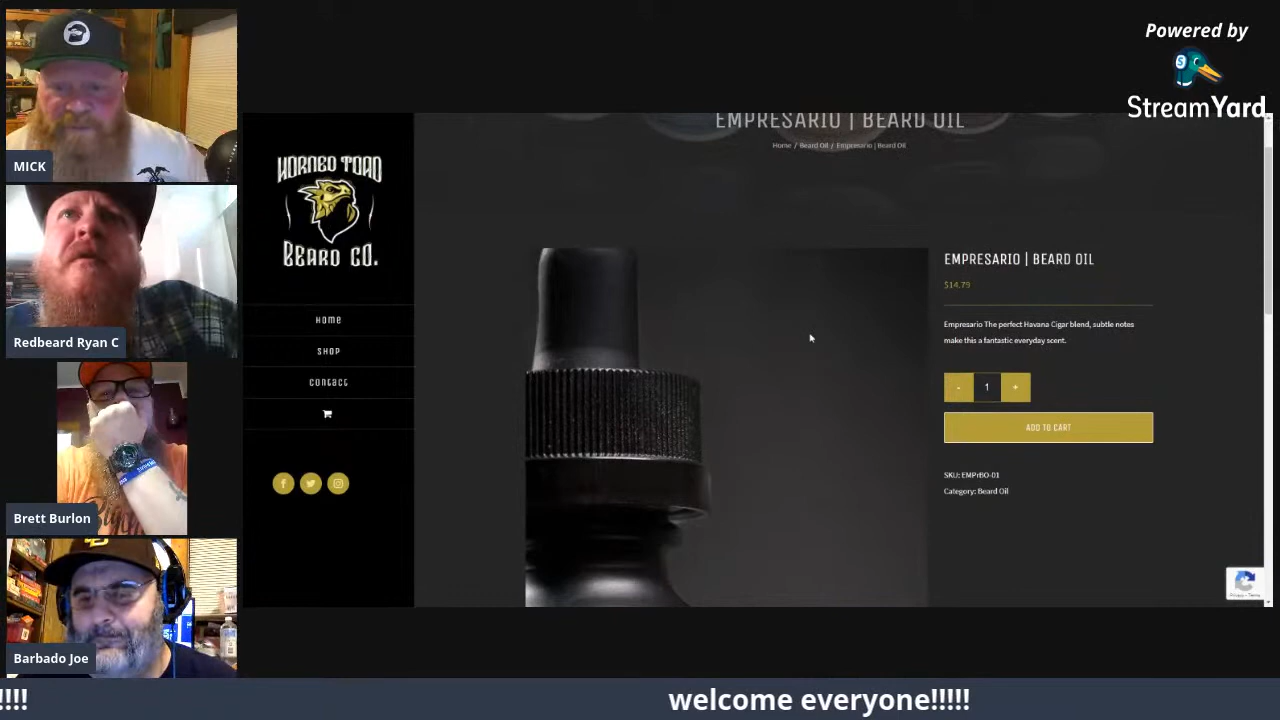 Powered by
StreamYard
MICK
Redbeard Ryan C
Brett Burlon
Barbado Joe
HORNED TOAD
BEARD CO.
HOME
SHOP
CONTACT
EMPRESARIO | BEARD OIL
Home / Beard Oil / Empresario | Beard Oil
EMPRESARIO | BEARD OIL
$14.79
Empresario The perfect Havana Cigar blend, subtle notes
make this a fantastic everyday scent.
- 1 +
ADD TO CART
SKU: EMPrBO-01
Category: Beard Oil
Privacy - Terms
!!!! welcome everyone!!!!!